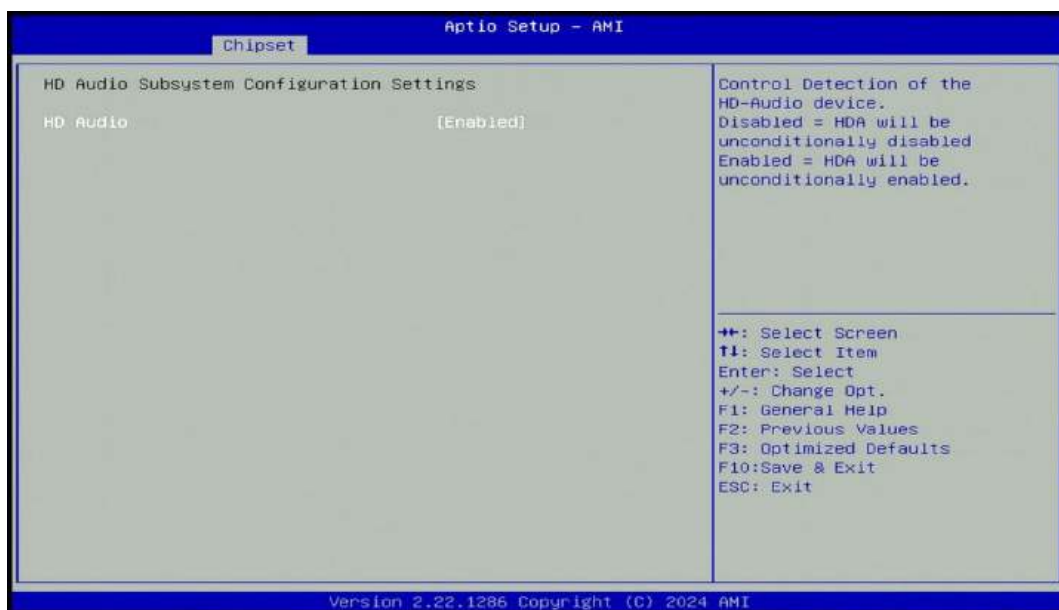 Aptio Setup - AMI
Chipset
HD Audio Subsystem Configuration Settings
HD Audio [Enabled]
Control Detection of the
HD-Audio device.
Disabled = HDA will be
unconditionally disabled
Enabled = HDA will be
unconditionally enabled.
→←: Select Screen
↑↓: Select Item
Enter: Select
+/-: Change Opt.
F1: General Help
F2: Previous Values
F3: Optimized Defaults
F10:Save & Exit
ESC: Exit
Version 2.22.1286 Copyright (C) 2024 AMI